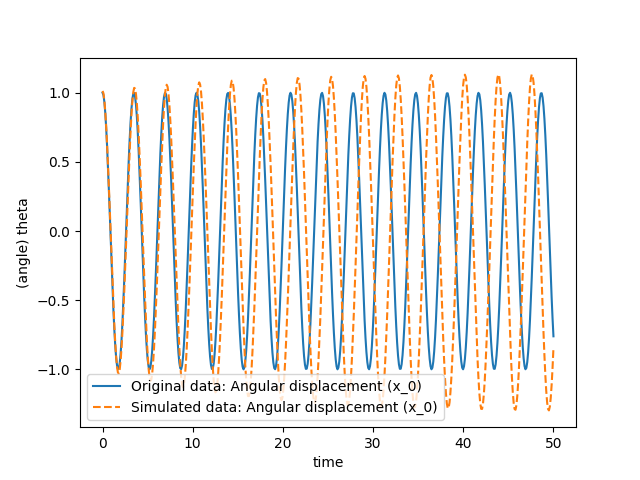 1.0
0.5
0.0
−0.5
−1.0
(angle) theta
Original data: Angular displacement (x_0)
Simulated data: Angular displacement (x_0)
0 10 20 30 40 50
time